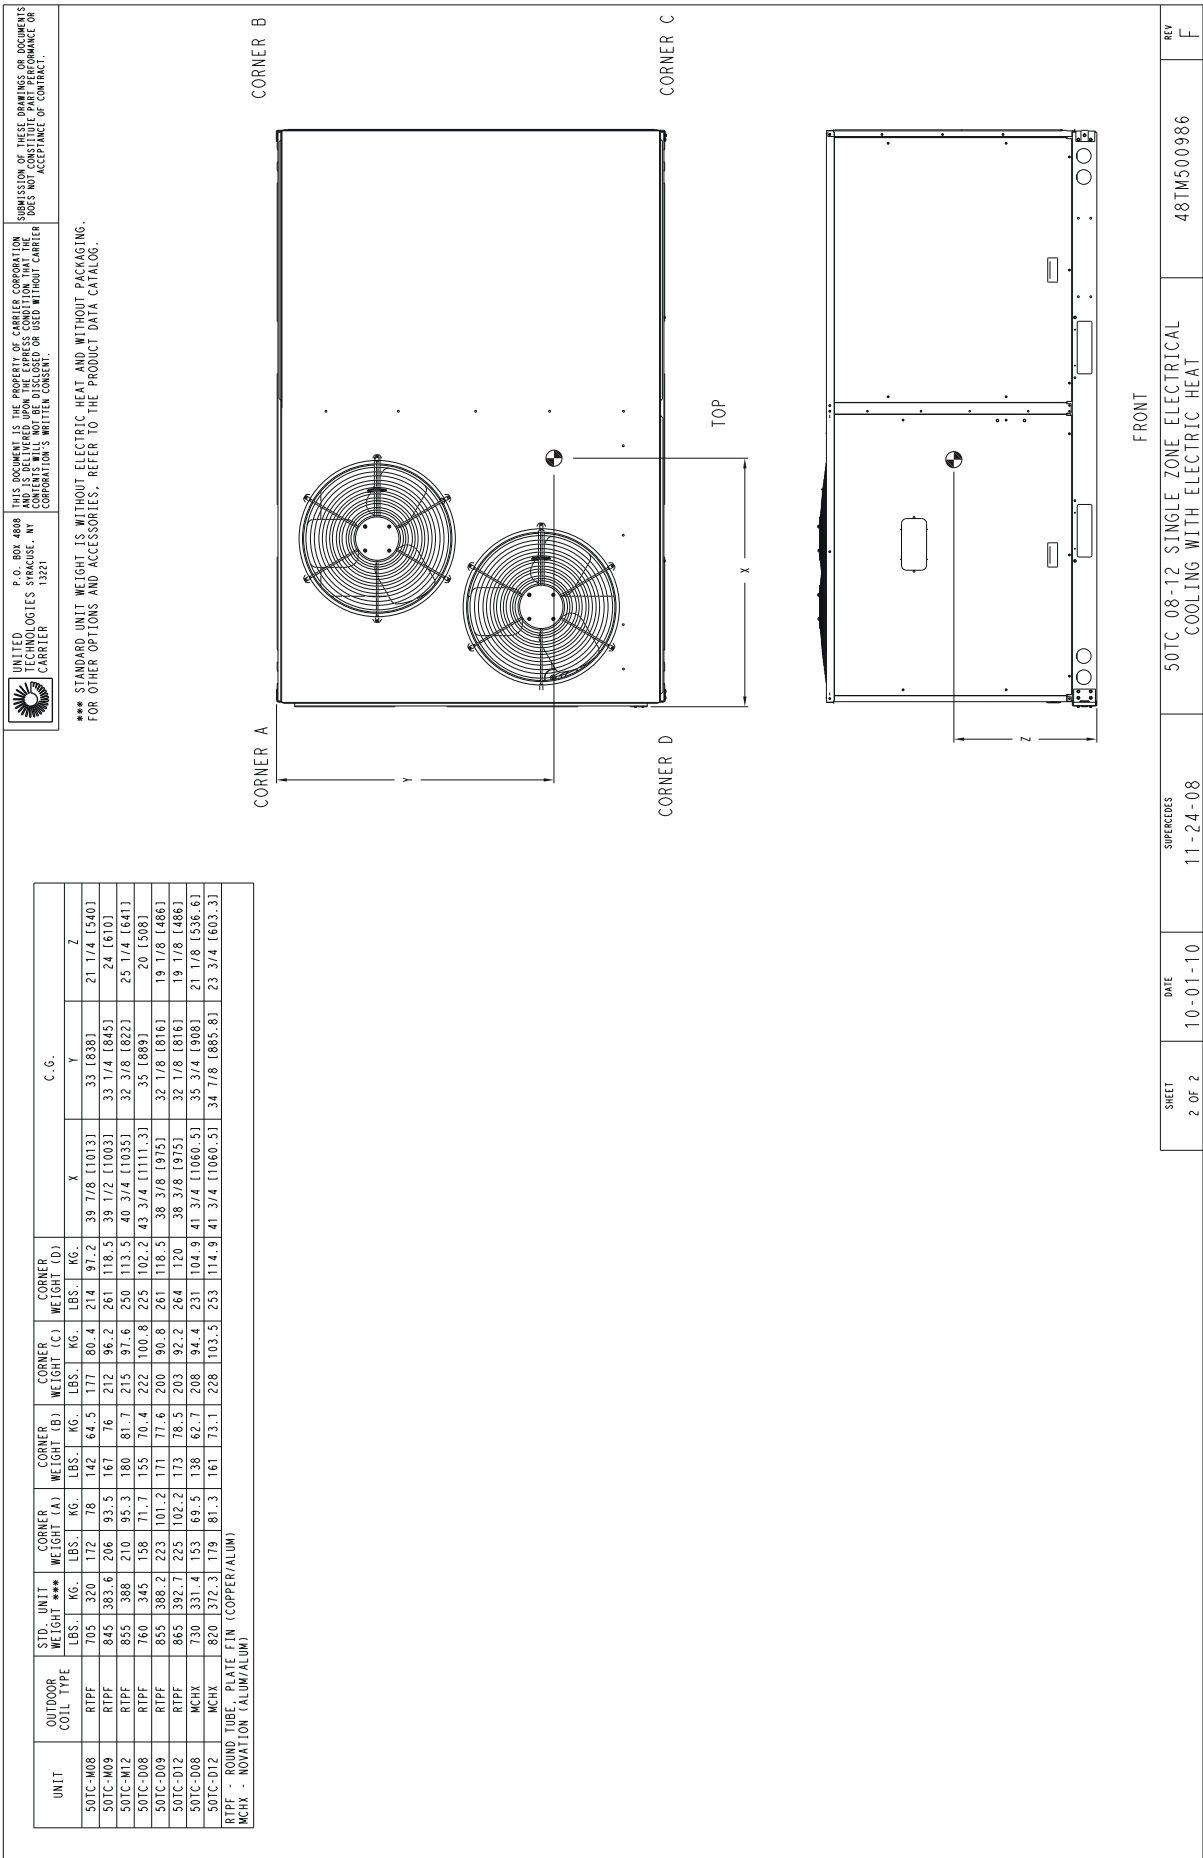 UNITED
TECHNOLOGIES
CARRIER
P.O. BOX 4808
SYRACUSE, NY
13221
THIS DOCUMENT IS THE PROPERTY OF CARRIER CORPORATION
AND IS DELIVERED UPON THE EXPRESS CONDITION THAT THE
CONTENTS WILL NOT BE DISCLOSED OR USED WITHOUT CARRIER
CORPORATION'S WRITTEN CONSENT.
SUBMISSION OF THESE DRAWINGS OR DOCUMENTS
DOES NOT CONSTITUTE PART PERFORMANCE OR
ACCEPTANCE OF CONTRACT.
UNIT OUTDOOR COIL TYPE STD. UNIT WEIGHT *** CORNER WEIGHT (A) CORNER WEIGHT (B) CORNER WEIGHT (C) CORNER WEIGHT (D) C.G.
LBS. KG. LBS. KG. LBS. KG. LBS. KG. LBS. KG. X Y Z
50TC-M08 RTPF 705 320 172 78 142 64.5 177 80.4 214 97.2 39 7/8 [1013] 33 [838] 21 1/4 [540]
50TC-M09 RTPF 845 383.6 206 93.5 167 76 212 96.2 261 118.5 39 1/2 [1003] 33 1/4 [845] 24 [610]
50TC-M12 RTPF 855 388 210 95.3 180 81.7 215 97.6 250 113.5 40 3/4 [1035] 32 3/8 [822] 25 1/4 [641]
50TC-D08 RTPF 760 345 158 71.7 155 70.4 222 100.8 225 102.2 43 3/4 [1111.3] 35 [889] 20 [508]
50TC-D09 RTPF 855 388.2 223 101.2 171 77.6 200 90.8 261 118.5 38 3/8 [975] 32 1/8 [816] 19 1/8 [486]
50TC-D12 RTPF 865 392.7 225 102.2 173 78.5 203 92.2 264 120 38 3/8 [975] 32 1/8 [816] 19 1/8 [486]
50TC-D08 MCHX 730 331.4 153 69.5 138 62.7 208 94.4 231 104.9 41 3/4 [1060.5] 35 3/4 [908] 21 1/8 [536.6]
50TC-D12 MCHX 820 372.3 179 81.3 161 73.1 228 103.5 253 114.9 41 3/4 [1060.5] 34 7/8 [885.8] 23 3/4 [603.3]
RTPF - ROUND TUBE, PLATE FIN (COPPER/ALUM)
MCHX - NOVATION (ALUM/ALUM)
*** STANDARD UNIT WEIGHT IS WITHOUT ELECTRIC HEAT AND WITHOUT PACKAGING.
FOR OTHER OPTIONS AND ACCESSORIES, REFER TO THE PRODUCT DATA CATALOG.
CORNER A
CORNER B
Y
CORNER D
CORNER C
X
TOP
Z
FRONT
SHEET
2 OF 2
DATE
10-01-10
SUPERCEDES
11-24-08
50TC 08-12 SINGLE ZONE ELECTRICAL
COOLING WITH ELECTRIC HEAT
48TM500986
REV
F